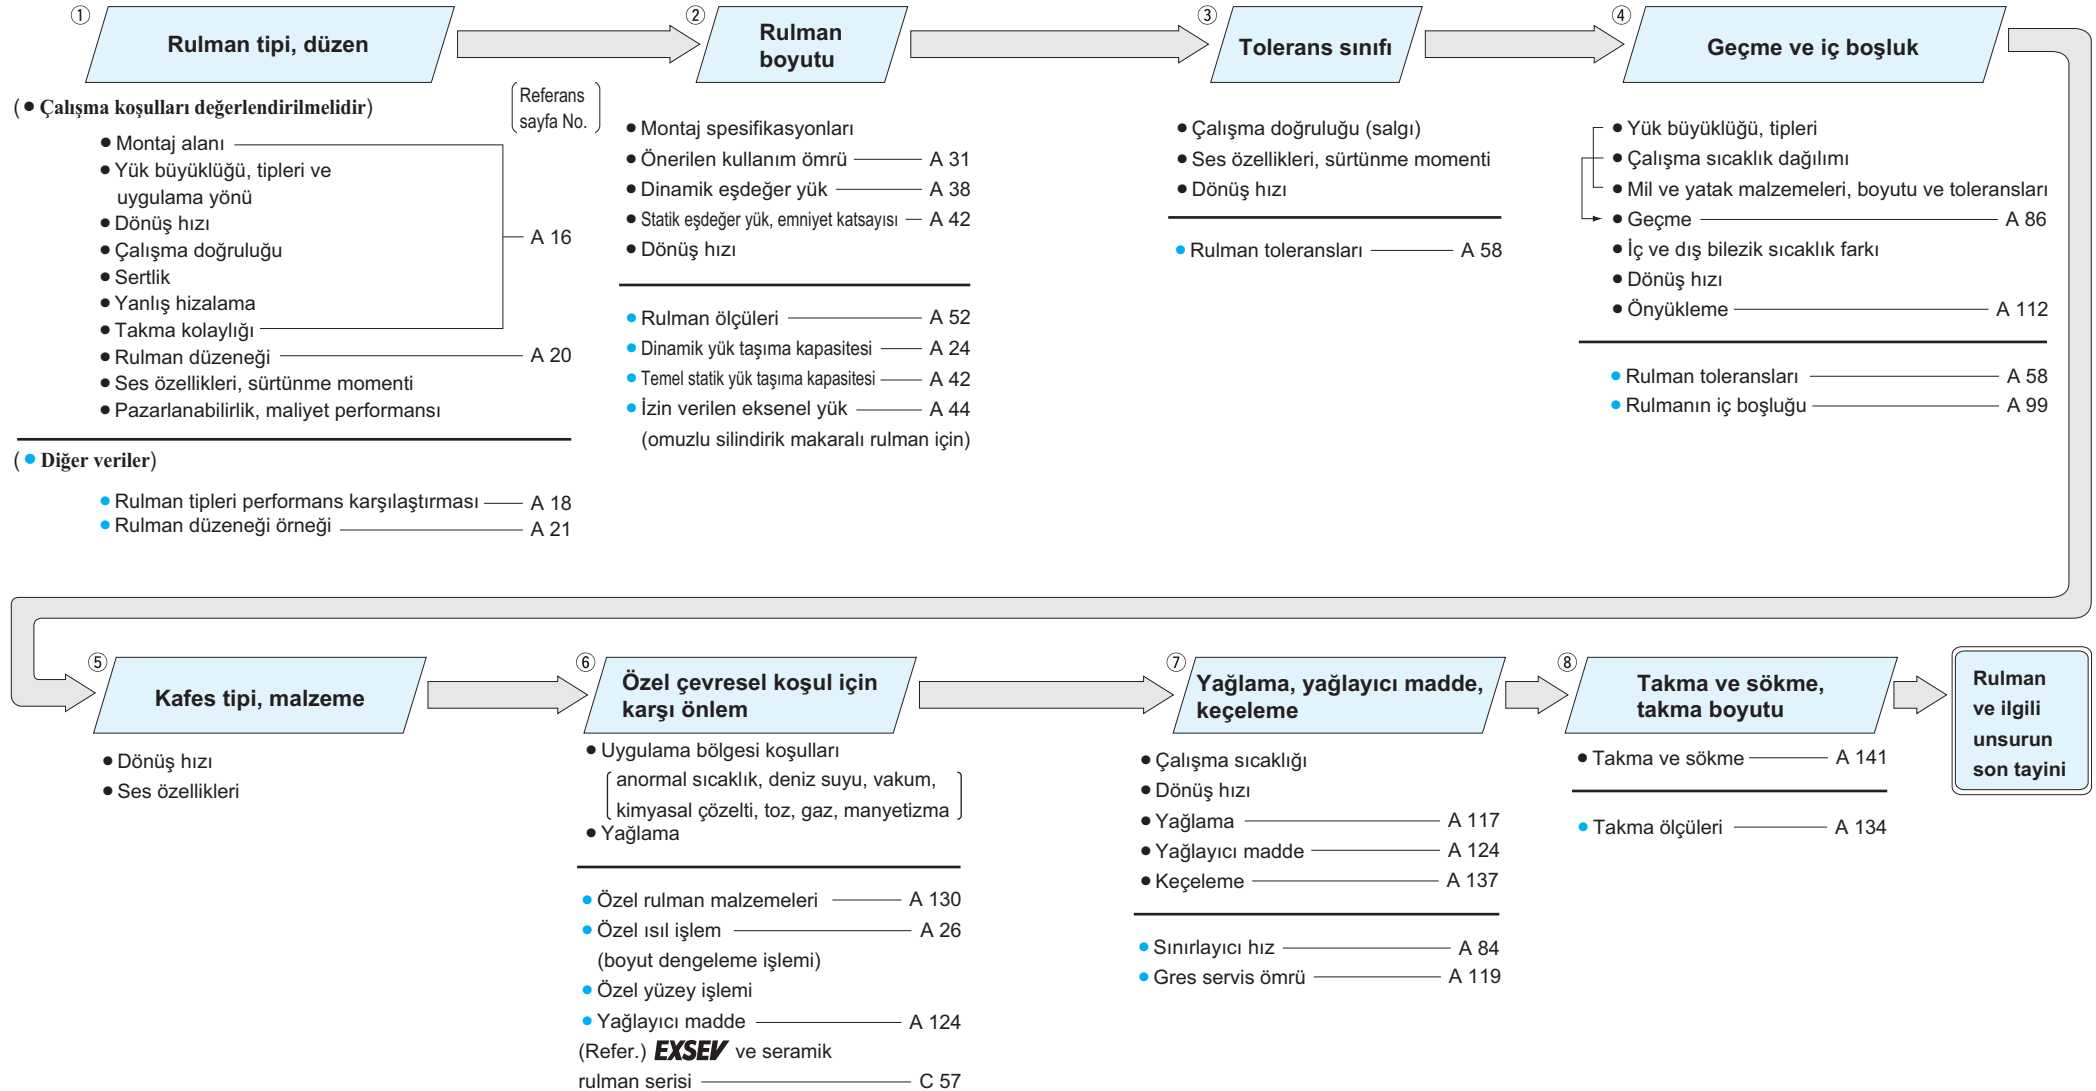 ① Rulman tipi, düzen
(● Çalışma koşulları değerlendirilmelidir)
Referans
sayfa No.
● Montaj alanı
● Yük büyüklüğü, tipleri ve
uygulama yönü
● Dönüş hızı
● Çalışma doğruluğu
● Sertlik
● Yanlış hizalama
● Takma kolaylığı
A 16
● Rulman düzeneği A 20
● Ses özellikleri, sürtünme momenti
● Pazarlanabilirlik, maliyet performansı
(● Diğer veriler)
● Rulman tipleri performans karşılaştırması A 18
● Rulman düzeneği örneği A 21
② Rulman
boyutu
● Montaj spesifikasyonları
● Önerilen kullanım ömrü A 31
● Dinamik eşdeğer yük A 38
● Statik eşdeğer yük, emniyet katsayısı A 42
● Dönüş hızı
● Rulman ölçüleri A 52
● Dinamik yük taşıma kapasitesi A 24
● Temel statik yük taşıma kapasitesi A 42
● İzin verilen eksenel yük A 44
(omuzlu silindirik makaralı rulman için)
③ Tolerans sınıfı
● Çalışma doğruluğu (salgı)
● Ses özellikleri, sürtünme momenti
● Dönüş hızı
● Rulman toleransları A 58
④ Geçme ve iç boşluk
● Yük büyüklüğü, tipleri
● Çalışma sıcaklık dağılımı
● Mil ve yatak malzemeleri, boyutu ve toleransları
● Geçme A 86
● İç ve dış bilezik sıcaklık farkı
● Dönüş hızı
● Önyükleme A 112
● Rulman toleransları A 58
● Rulmanın iç boşluğu A 99
⑤ Kafes tipi, malzeme
● Dönüş hızı
● Ses özellikleri
⑥ Özel çevresel koşul için
karşı önlem
● Uygulama bölgesi koşulları
anormal sıcaklık, deniz suyu, vakum,
kimyasal çözelti, toz, gaz, manyetizma
● Yağlama
● Özel rulman malzemeleri A 130
● Özel ısıl işlem A 26
(boyut dengeleme işlemi)
● Özel yüzey işlemi
● Yağlayıcı madde A 124
(Refer.) EXSEV ve seramik
rulman serisi C 57
⑦ Yağlama, yağlayıcı madde,
keçeleme
● Çalışma sıcaklığı
● Dönüş hızı
● Yağlama A 117
● Yağlayıcı madde A 124
● Keçeleme A 137
● Sınırlayıcı hız A 84
● Gres servis ömrü A 119
⑧ Takma ve sökme,
takma boyutu
● Takma ve sökme A 141
● Takma ölçüleri A 134
Rulman
ve ilgili
unsurun
son tayini